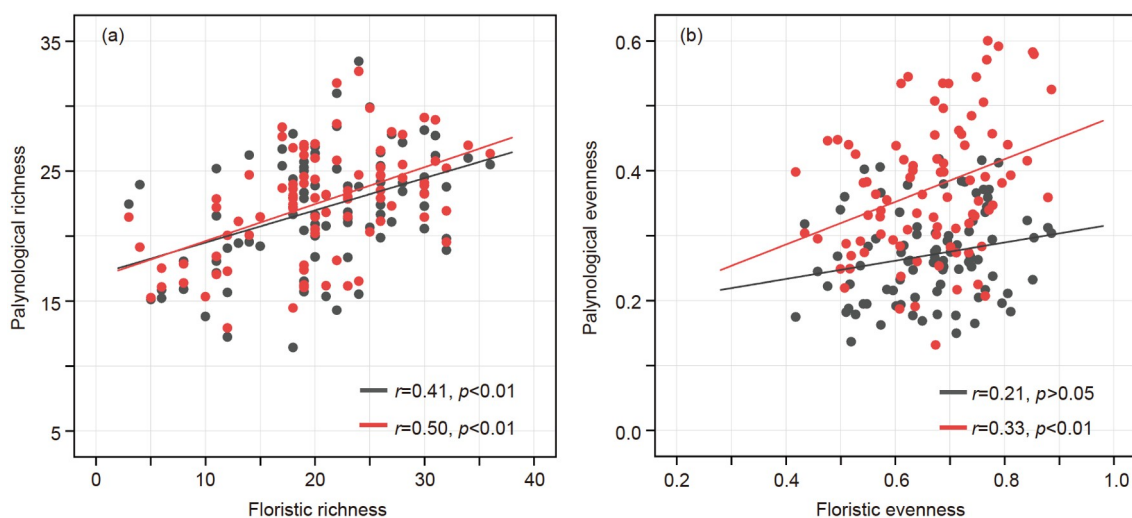 (a)
Palynological richness
35
25
15
5
r=0.41, p<0.01
r=0.50, p<0.01
0 10 20 30 40
Floristic richness
(b)
Palynological evenness
0.6
0.4
0.2
0.0
r=0.21, p>0.05
r=0.33, p<0.01
0.2 0.4 0.6 0.8 1.0
Floristic evenness